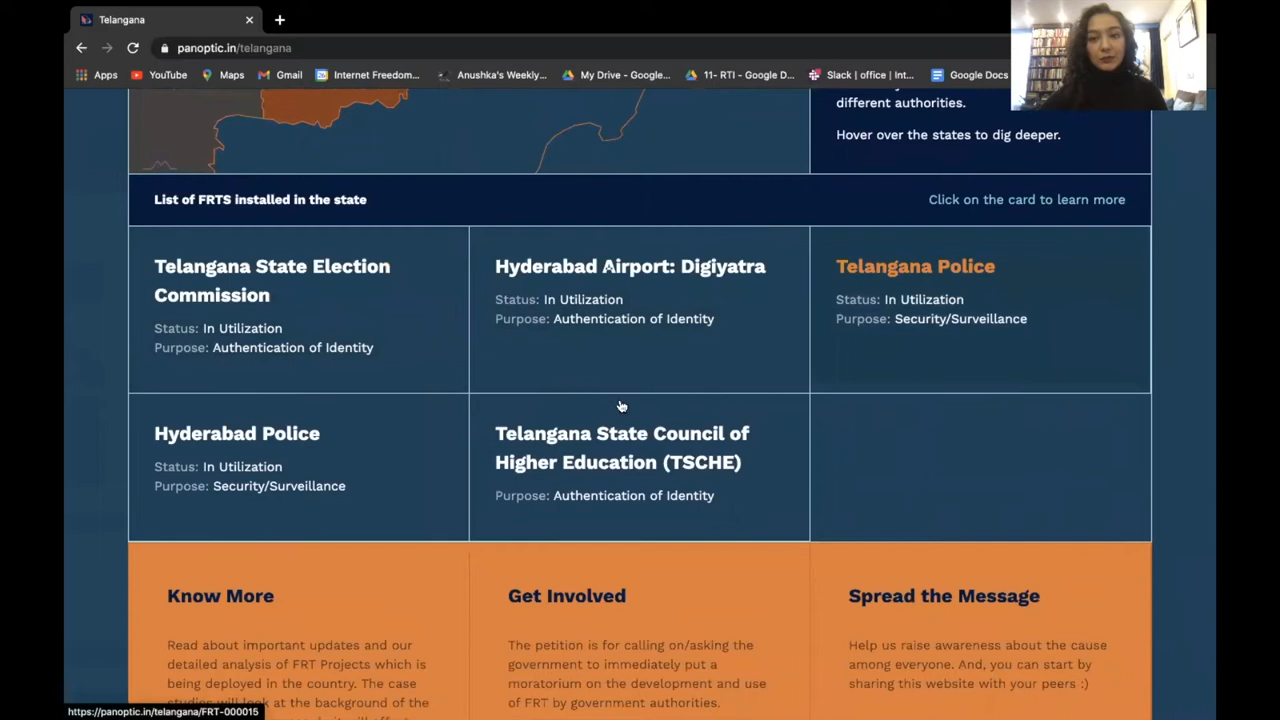 Telangana
panoptic.in/telangana
Apps
YouTube
Maps
Gmail
Internet Freedom...
Anushka's Weekly...
My Drive - Google...
11- RTI - Google D...
Slack | office | Int...
Google Docs
different authorities.
Hover over the states to dig deeper.
List of FRTS installed in the state
Click on the card to learn more
Telangana State Election
Commission
Status: In Utilization
Purpose: Authentication of Identity
Hyderabad Airport: Digiyatra
Status: In Utilization
Purpose: Authentication of Identity
Telangana Police
Status: In Utilization
Purpose: Security/Surveillance
Hyderabad Police
Status: In Utilization
Purpose: Security/Surveillance
Telangana State Council of
Higher Education (TSCHE)
Purpose: Authentication of Identity
Know More
Read about important updates and our
detailed analysis of FRT Projects which is
being deployed in the country. The case
studies will look at the background of the
Get Involved
The petition is for calling on/asking the
government to immediately put a
moratorium on the development and use
of FRT by government authorities.
Spread the Message
Help us raise awareness about the cause
among everyone. And, you can start by
sharing this website with your peers :)
https://panoptic.in/telangana/FRT-000015